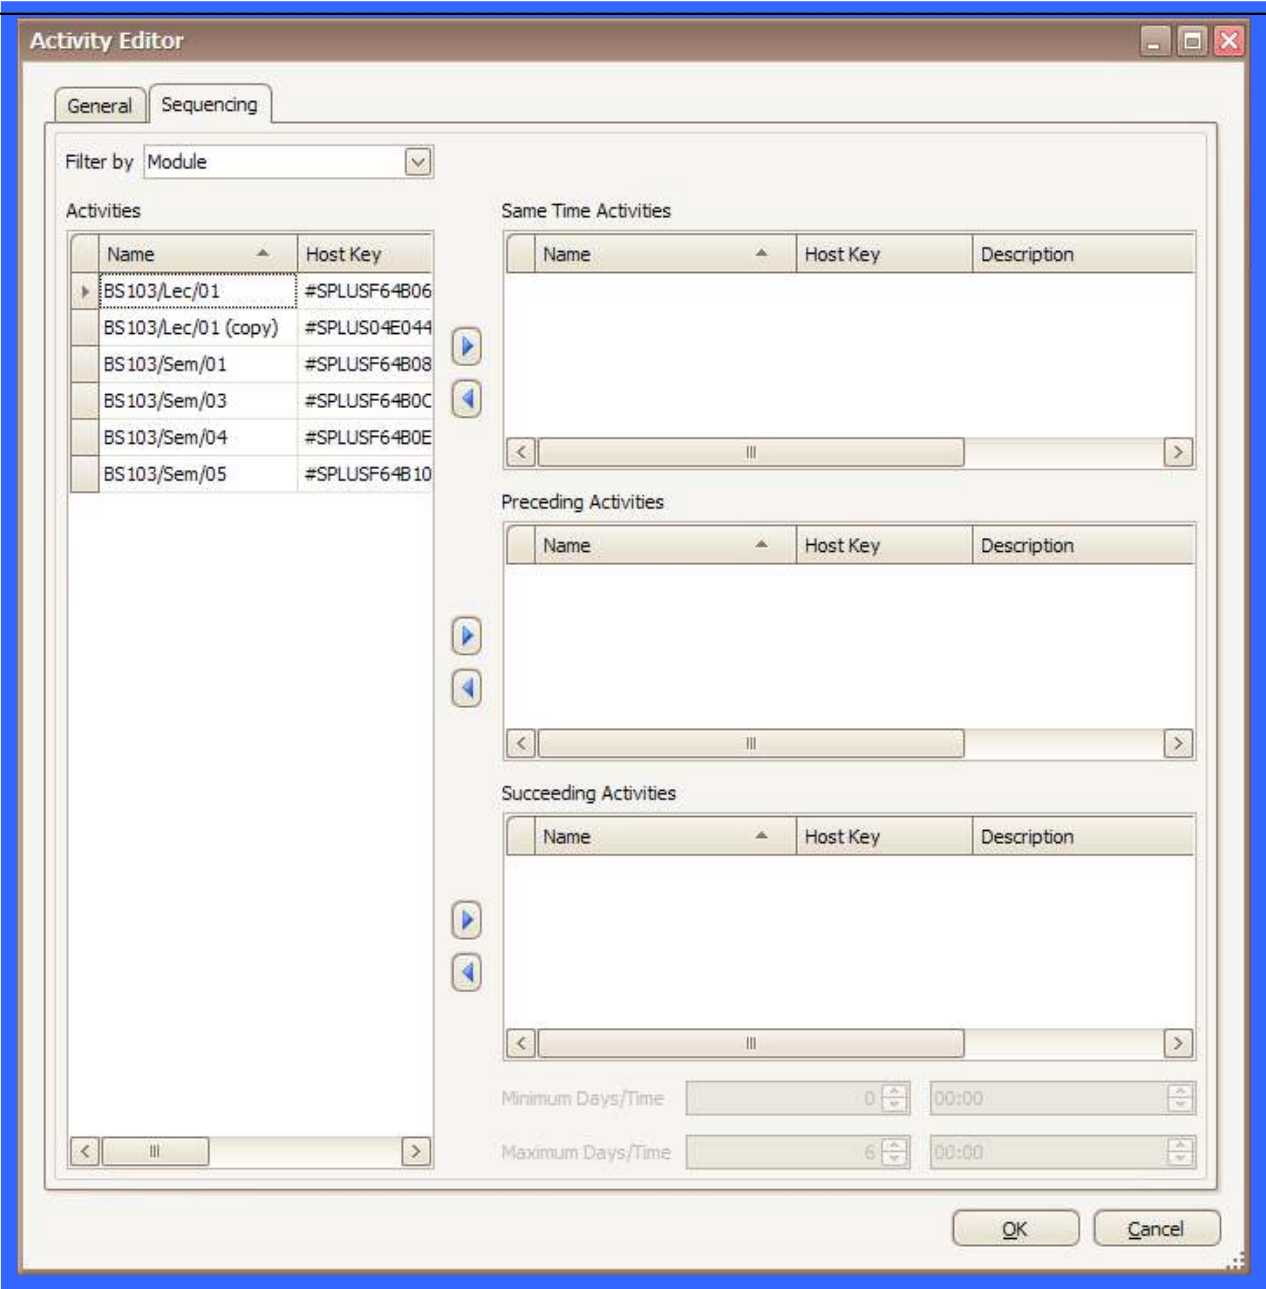 Activity Editor
General Sequencing
Filter by Module
Activities
Name Host Key
BS103/Lec/01 #SPLUSF64B06
BS103/Lec/01 (copy) #SPLUS04E044
BS103/Sem/01 #SPLUSF64B08
BS103/Sem/03 #SPLUSF64B0C
BS103/Sem/04 #SPLUSF64B0E
BS103/Sem/05 #SPLUSF64B10
Same Time Activities
Name Host Key Description
Preceding Activities
Name Host Key Description
Succeeding Activities
Name Host Key Description
Minimum Days/Time 0 00:00
Maximum Days/Time 6 00:00
OK Cancel